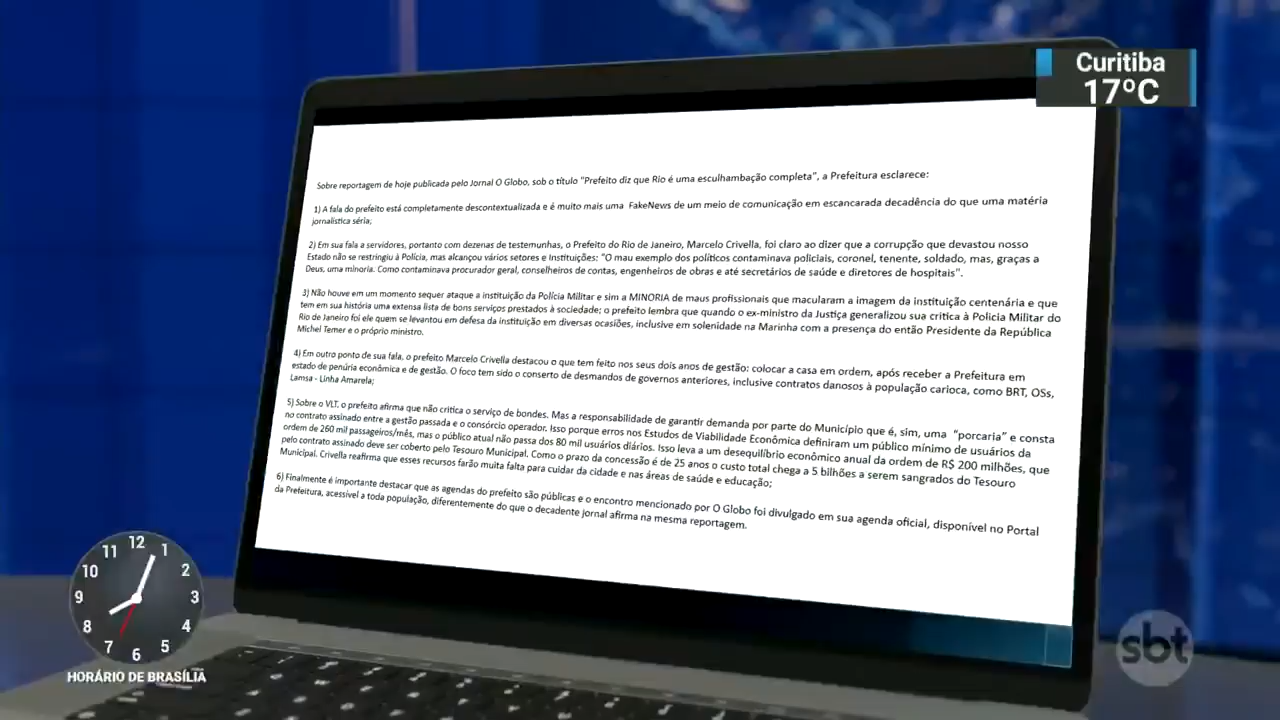 Curitiba
17ºC
Sobre reportagem de hoje publicada pelo Jornal O Globo, sob o título "Prefeito diz que Rio é uma esculhambação completa", a Prefeitura esclarece:
1) A fala do prefeito está completamente descontextualizada e é muito mais uma FakeNews de um meio de comunicação em escancarada decadência do que uma matéria
jornalística séria;
2) Em sua fala a servidores, portanto com dezenas de testemunhas, o Prefeito do Rio de Janeiro, Marcelo Crivella, foi claro ao dizer que a corrupção que devastou nosso
Estado não se restringiu à Polícia, mas alcançou vários setores e Instituições: "O mau exemplo dos políticos contaminava policiais, coronel, tenente, soldado, mas, graças a
Deus, uma minoria. Como contaminava procurador geral, conselheiros de contas, engenheiros de obras e até secretários de saúde e diretores de hospitais".
3) Não houve em um momento sequer ataque a instituição da Polícia Militar e sim a MINORIA de maus profissionais que macularam a imagem da instituição centenária e que
tem em sua história uma extensa lista de bons serviços prestados à sociedade; o prefeito lembra que quando o ex-ministro da Justiça generalizou sua critica à Policia Militar do
Rio de Janeiro foi ele quem se levantou em defesa da instituição em diversas ocasiões, inclusive em solenidade na Marinha com a presença do então Presidente da República
Michel Temer e o próprio ministro.
4) Em outro ponto de sua fala, o prefeito Marcelo Crivella destacou o que tem feito nos seus dois anos de gestão: colocar a casa em ordem, após receber a Prefeitura em
estado de penúria econômica e de gestão. O foco tem sido o conserto de desmandos de governos anteriores, inclusive contratos danosos à população carioca, como BRT, OSs,
Lamsa - Linha Amarela;
5) Sobre o VLT, o prefeito afirma que não critica o serviço de bondes. Mas a responsabilidade de garantir demanda por parte do Município que é, sim, uma "porcaria" e consta
no contrato assinado entre a gestão passada e o consórcio operador. Isso porque erros nos Estudos de Viabilidade Econômica definiram um público mínimo de usuários da
ordem de 260 mil passageiros/mês, mas o público atual não passa dos 80 mil usuários diários. Isso leva a um desequilíbrio econômico anual da ordem de R$ 200 milhões, que
pelo contrato assinado deve ser coberto pelo Tesouro Municipal. Como o prazo da concessão é de 25 anos o custo total chega a 5 bilhões a serem sangrados do Tesouro
Municipal. Crivella reafirma que esses recursos farão muita falta para cuidar da cidade e nas áreas de saúde e educação;
6) Finalmente é importante destacar que as agendas do prefeito são públicas e o encontro mencionado por O Globo foi divulgado em sua agenda oficial, disponível no Portal
da Prefeitura, acessível a toda população, diferentemente do que o decadente jornal afirma na mesma reportagem.
12
1
2
3
4
5
6
7
8
9
10
11
HORÁRIO DE BRASÍLIA
sbt